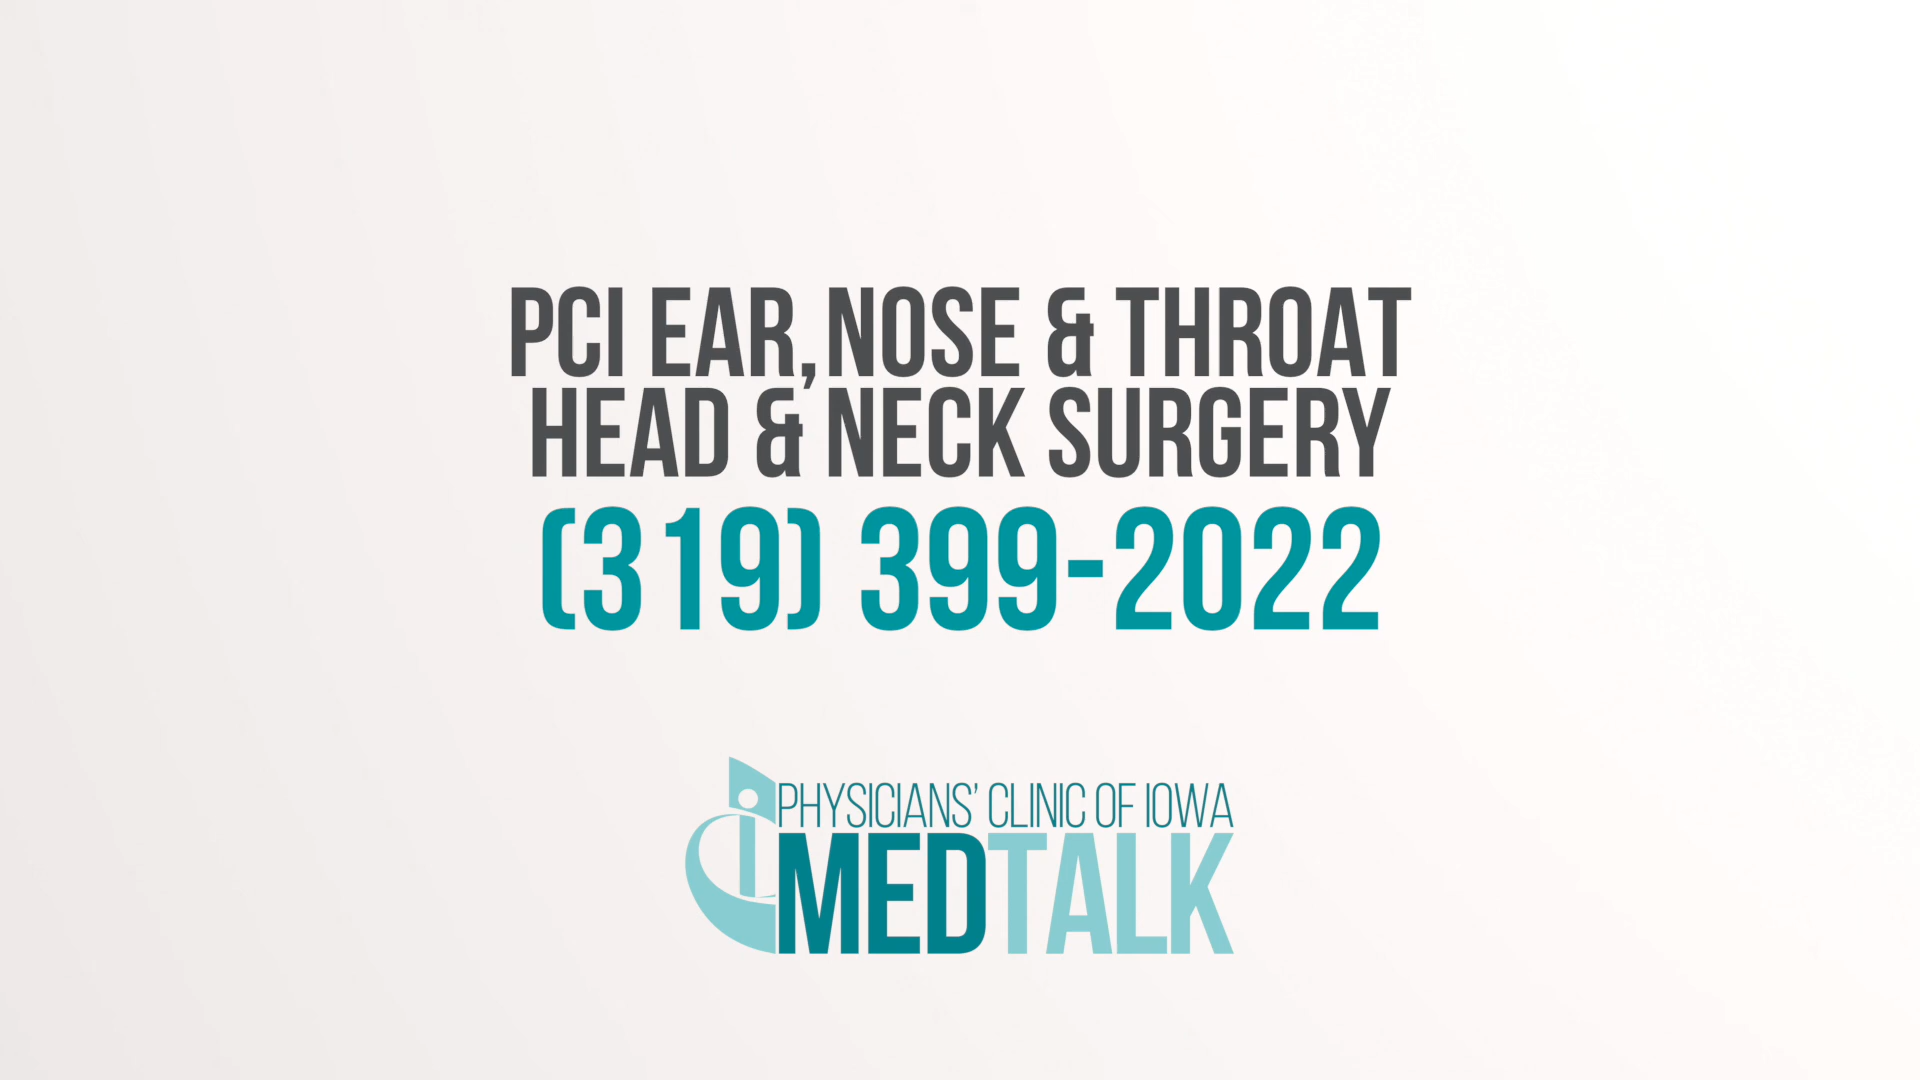 PCI EAR, NOSE & THROAT
HEAD & NECK SURGERY
(319) 399-2022
PHYSICIANS' CLINIC OF IOWA
MEDTALK